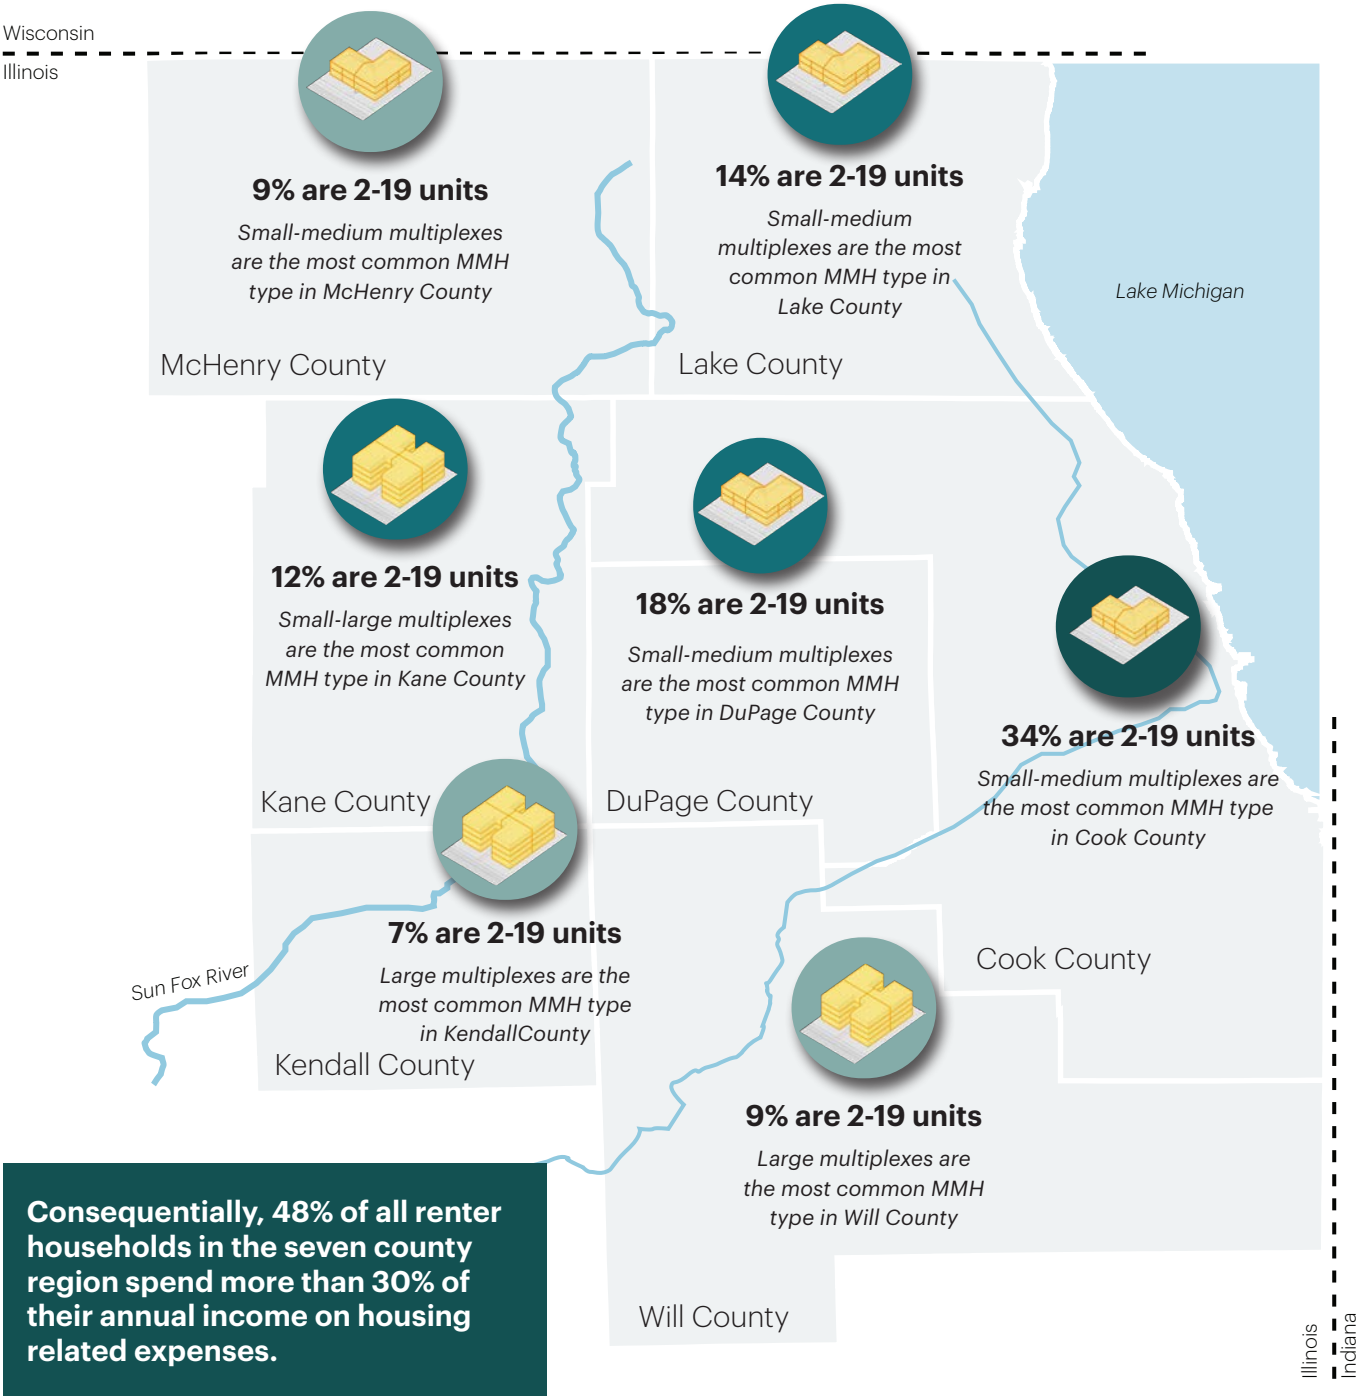 Wisconsin
Illinois
9% are 2-19 units
Small-medium multiplexes
are the most common MMH
type in McHenry County
McHenry County
14% are 2-19 units
Small-medium
multiplexes are the most
common MMH type in
Lake County
Lake County
Lake Michigan
12% are 2-19 units
Small-large multiplexes
are the most common
MMH type in Kane County
Kane County
18% are 2-19 units
Small-medium multiplexes
are the most common MMH
type in DuPage County
DuPage County
34% are 2-19 units
Small-medium multiplexes are
the most common MMH type
in Cook County
Cook County
7% are 2-19 units
Large multiplexes are the
most common MMH type
in KendallCounty
Kendall County
Sun Fox River
9% are 2-19 units
Large multiplexes are
the most common MMH
type in Will County
Will County
Consequentially, 48% of all renter
households in the seven county
region spend more than 30% of
their annual income on housing
related expenses.
Illinois
Indiana